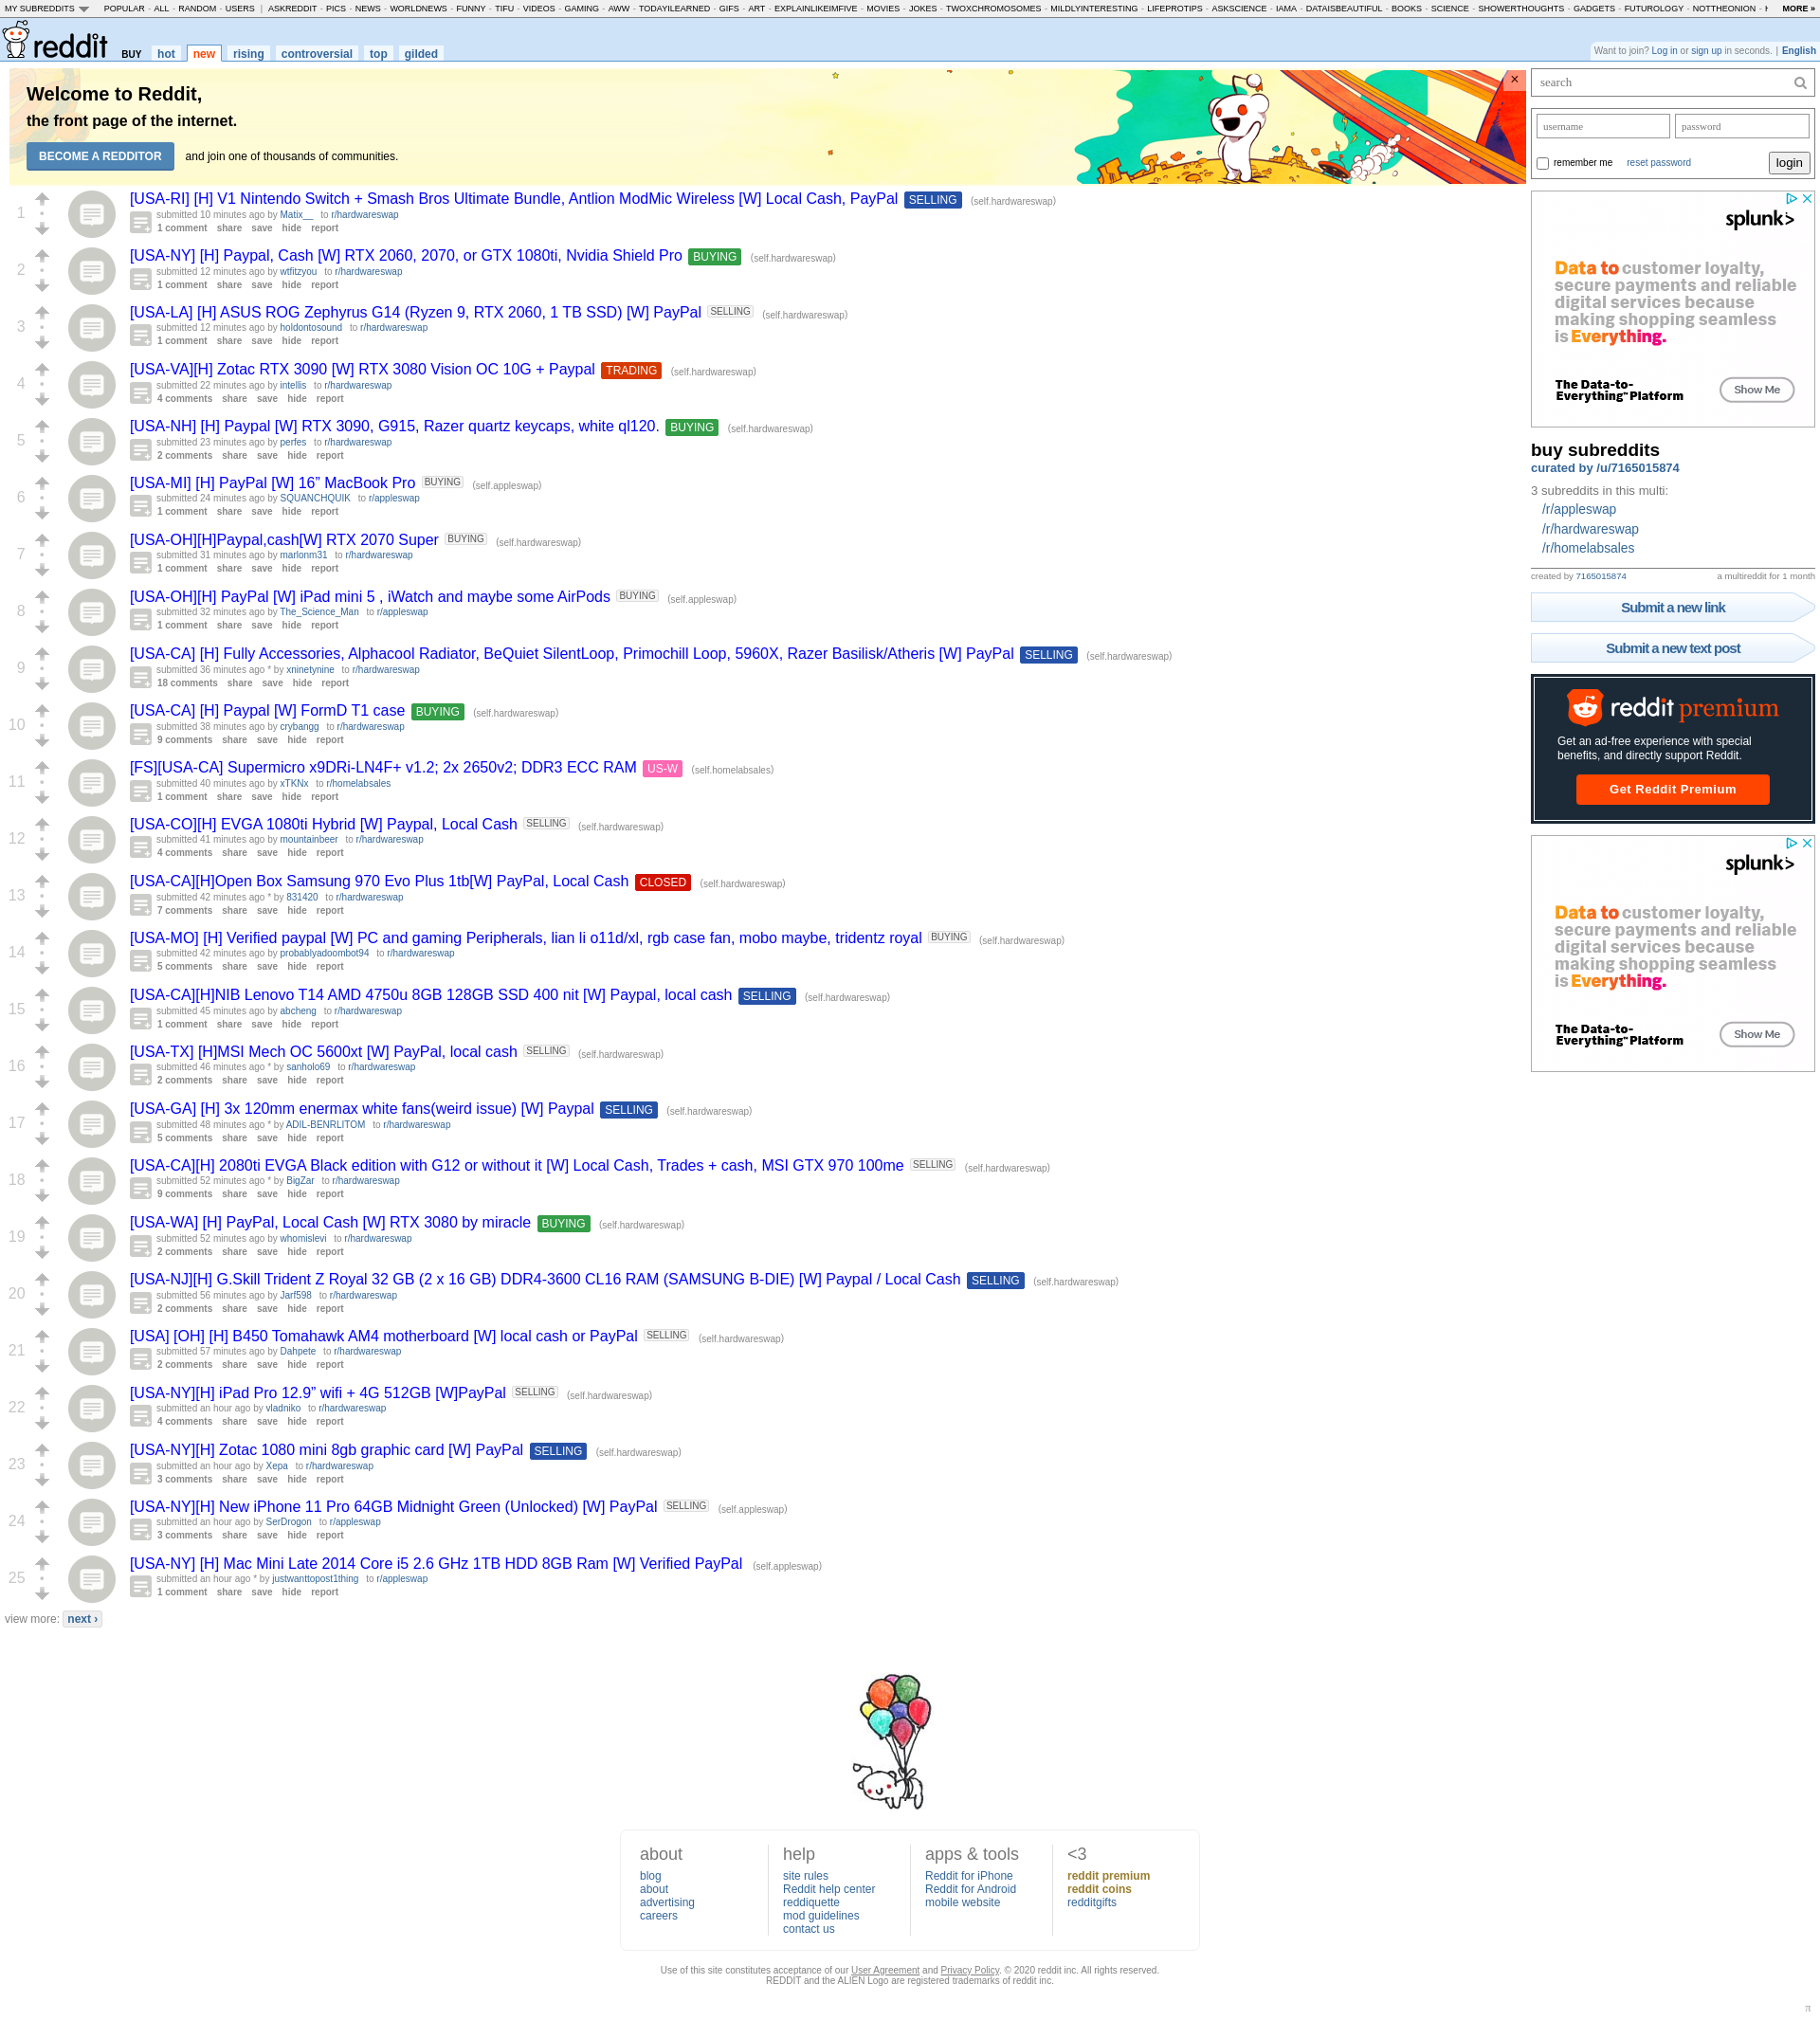 MY SUBREDDITS POPULAR - ALL - RANDOM - USERS | ASKREDDIT - PICS - NEWS - WORLDNEWS - FUNNY - TIFU - VIDEOS - GAMING - AWW - TODAYILEARNED - GIFS - ART - EXPLAINLIKEIMFIVE - MOVIES - JOKES - TWOXCHROMOSOMES - MILDLYINTERESTING - LIFEPROTIPS - ASKSCIENCE - IAMA - DATAISBEAUTIFUL - BOOKS - SCIENCE - SHOWERTHOUGHTS - GADGETS - FUTUROLOGY - NOTTHEONION - MORE »
reddit BUY hot new rising controversial top gilded
Want to join? Log in or sign up in seconds. | English
Welcome to Reddit,
the front page of the internet.
BECOME A REDDITOR and join one of thousands of communities.
×
1 [USA-RI] [H] V1 Nintendo Switch + Smash Bros Ultimate Bundle, Antlion ModMic Wireless [W] Local Cash, PayPal SELLING (self.hardwareswap)
submitted 10 minutes ago by Matix__ to r/hardwareswap
1 comment share save hide report
2 [USA-NY] [H] Paypal, Cash [W] RTX 2060, 2070, or GTX 1080ti, Nvidia Shield Pro BUYING (self.hardwareswap)
submitted 12 minutes ago by wtfitzyou to r/hardwareswap
1 comment share save hide report
3 [USA-LA] [H] ASUS ROG Zephyrus G14 (Ryzen 9, RTX 2060, 1 TB SSD) [W] PayPal SELLING (self.hardwareswap)
submitted 12 minutes ago by holdontosound to r/hardwareswap
1 comment share save hide report
4 [USA-VA][H] Zotac RTX 3090 [W] RTX 3080 Vision OC 10G + Paypal TRADING (self.hardwareswap)
submitted 22 minutes ago by intellis to r/hardwareswap
4 comments share save hide report
5 [USA-NH] [H] Paypal [W] RTX 3090, G915, Razer quartz keycaps, white ql120. BUYING (self.hardwareswap)
submitted 23 minutes ago by perfes to r/hardwareswap
2 comments share save hide report
6 [USA-MI] [H] PayPal [W] 16” MacBook Pro BUYING (self.appleswap)
submitted 24 minutes ago by SQUANCHQUIK to r/appleswap
1 comment share save hide report
7 [USA-OH][H]Paypal,cash[W] RTX 2070 Super BUYING (self.hardwareswap)
submitted 31 minutes ago by marlonm31 to r/hardwareswap
1 comment share save hide report
8 [USA-OH][H] PayPal [W] iPad mini 5 , iWatch and maybe some AirPods BUYING (self.appleswap)
submitted 32 minutes ago by The_Science_Man to r/appleswap
1 comment share save hide report
9 [USA-CA] [H] Fully Accessories, Alphacool Radiator, BeQuiet SilentLoop, Primochill Loop, 5960X, Razer Basilisk/Atheris [W] PayPal SELLING (self.hardwareswap)
submitted 36 minutes ago * by xninetynine to r/hardwareswap
18 comments share save hide report
10 [USA-CA] [H] Paypal [W] FormD T1 case BUYING (self.hardwareswap)
submitted 38 minutes ago by crybangg to r/hardwareswap
9 comments share save hide report
11 [FS][USA-CA] Supermicro x9DRi-LN4F+ v1.2; 2x 2650v2; DDR3 ECC RAM US-W (self.homelabsales)
submitted 40 minutes ago by xTKNx to r/homelabsales
1 comment share save hide report
12 [USA-CO][H] EVGA 1080ti Hybrid [W] Paypal, Local Cash SELLING (self.hardwareswap)
submitted 41 minutes ago by mountainbeer to r/hardwareswap
4 comments share save hide report
13 [USA-CA][H]Open Box Samsung 970 Evo Plus 1tb[W] PayPal, Local Cash CLOSED (self.hardwareswap)
submitted 42 minutes ago * by 831420 to r/hardwareswap
7 comments share save hide report
14 [USA-MO] [H] Verified paypal [W] PC and gaming Peripherals, lian li o11d/xl, rgb case fan, mobo maybe, tridentz royal BUYING (self.hardwareswap)
submitted 42 minutes ago by probablyadoombot94 to r/hardwareswap
5 comments share save hide report
15 [USA-CA][H]NIB Lenovo T14 AMD 4750u 8GB 128GB SSD 400 nit [W] Paypal, local cash SELLING (self.hardwareswap)
submitted 45 minutes ago by abcheng to r/hardwareswap
1 comment share save hide report
16 [USA-TX] [H]MSI Mech OC 5600xt [W] PayPal, local cash SELLING (self.hardwareswap)
submitted 46 minutes ago * by sanholo69 to r/hardwareswap
2 comments share save hide report
17 [USA-GA] [H] 3x 120mm enermax white fans(weird issue) [W] Paypal SELLING (self.hardwareswap)
submitted 48 minutes ago * by ADIL-BENRLITOM to r/hardwareswap
5 comments share save hide report
18 [USA-CA][H] 2080ti EVGA Black edition with G12 or without it [W] Local Cash, Trades + cash, MSI GTX 970 100me SELLING (self.hardwareswap)
submitted 52 minutes ago * by BigZar to r/hardwareswap
9 comments share save hide report
19 [USA-WA] [H] PayPal, Local Cash [W] RTX 3080 by miracle BUYING (self.hardwareswap)
submitted 52 minutes ago by whomislevi to r/hardwareswap
2 comments share save hide report
20 [USA-NJ][H] G.Skill Trident Z Royal 32 GB (2 x 16 GB) DDR4-3600 CL16 RAM (SAMSUNG B-DIE) [W] Paypal / Local Cash SELLING (self.hardwareswap)
submitted 56 minutes ago by Jarf598 to r/hardwareswap
2 comments share save hide report
21 [USA] [OH] [H] B450 Tomahawk AM4 motherboard [W] local cash or PayPal SELLING (self.hardwareswap)
submitted 57 minutes ago by Dahpete to r/hardwareswap
2 comments share save hide report
22 [USA-NY][H] iPad Pro 12.9” wifi + 4G 512GB [W]PayPal SELLING (self.hardwareswap)
submitted an hour ago by vladniko to r/hardwareswap
4 comments share save hide report
23 [USA-NY][H] Zotac 1080 mini 8gb graphic card [W] PayPal SELLING (self.hardwareswap)
submitted an hour ago by Xepa to r/hardwareswap
3 comments share save hide report
24 [USA-NY][H] New iPhone 11 Pro 64GB Midnight Green (Unlocked) [W] PayPal SELLING (self.appleswap)
submitted an hour ago by SerDrogon to r/appleswap
3 comments share save hide report
25 [USA-NY] [H] Mac Mini Late 2014 Core i5 2.6 GHz 1TB HDD 8GB Ram [W] Verified PayPal (self.appleswap)
submitted an hour ago * by justwanttopost1thing to r/appleswap
1 comment share save hide report
view more: next ›
search
username password
remember me reset password login
splunk>
Data to customer loyalty,
secure payments and reliable
digital services because
making shopping seamless
is Everything.
The Data-to-
Everything™ Platform
Show Me
buy subreddits
curated by /u/7165015874
3 subreddits in this multi:
/r/appleswap
/r/hardwareswap
/r/homelabsales
created by 7165015874 a multireddit for 1 month
Submit a new link
Submit a new text post
reddit premium
Get an ad-free experience with special
benefits, and directly support Reddit.
Get Reddit Premium
splunk>
Data to customer loyalty,
secure payments and reliable
digital services because
making shopping seamless
is Everything.
The Data-to-
Everything™ Platform
Show Me
about
blog
about
advertising
careers
help
site rules
Reddit help center
reddiquette
mod guidelines
contact us
apps & tools
Reddit for iPhone
Reddit for Android
mobile website
<3
reddit premium
reddit coins
redditgifts
Use of this site constitutes acceptance of our User Agreement and Privacy Policy. © 2020 reddit inc. All rights reserved.
REDDIT and the ALIEN Logo are registered trademarks of reddit inc.
π